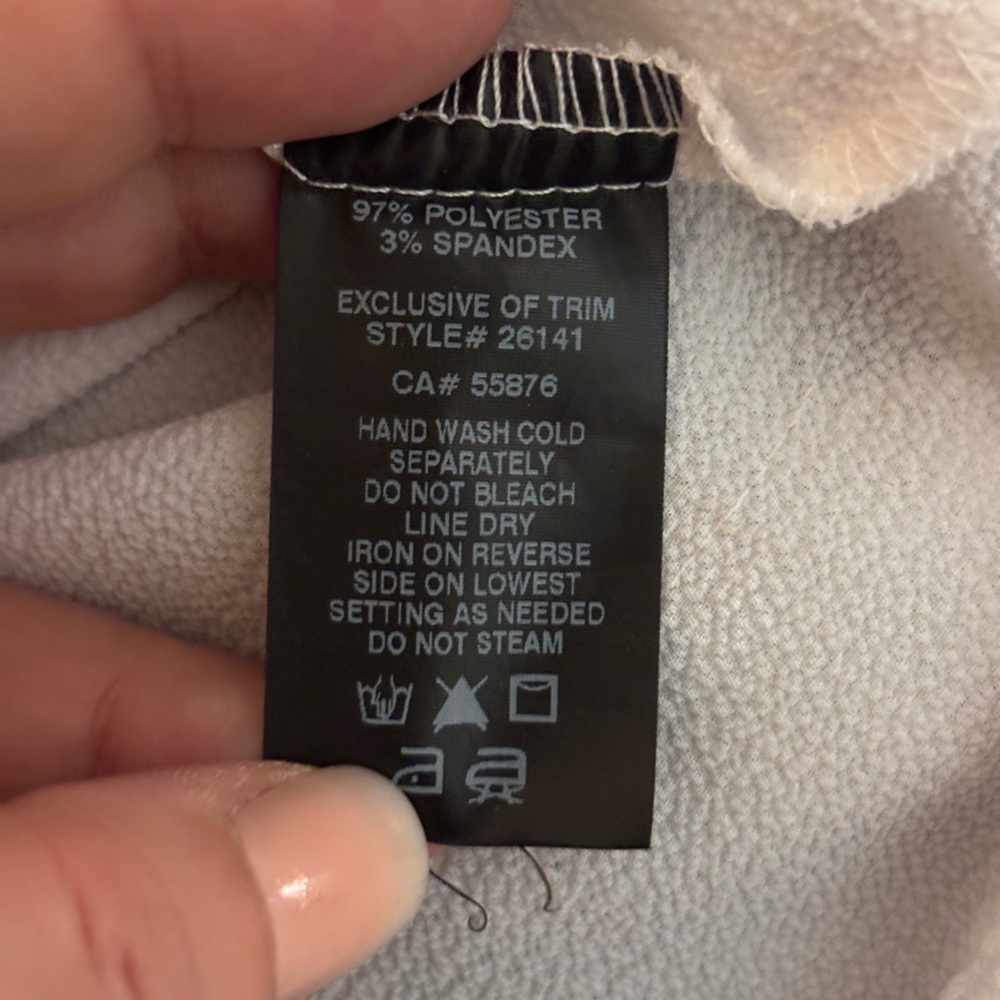 97% POLYESTER
3% SPANDEX
EXCLUSIVE OF TRIM
STYLE# 26141
CA# 55876
HAND WASH COLD
SEPARATELY
DO NOT BLEACH
LINE DRY
IRON ON REVERSE
SIDE ON LOWEST
SETTING AS NEEDED
DO NOT STEAM